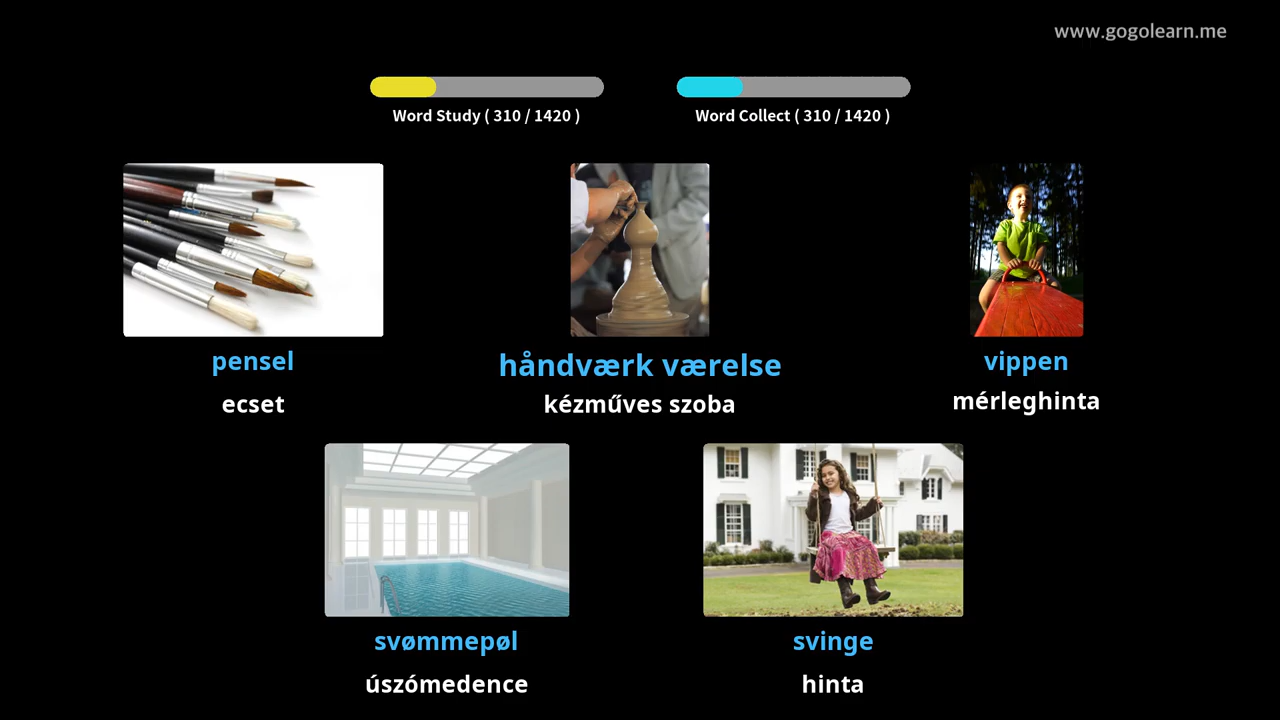 www.gogolearn.me
Word Study ( 310 / 1420 )
Word Collect ( 310 / 1420 )
pensel
ecset
håndværk værelse
kézműves szoba
vippen
mérleghinta
svømmepøl
úszómedence
svinge
hinta